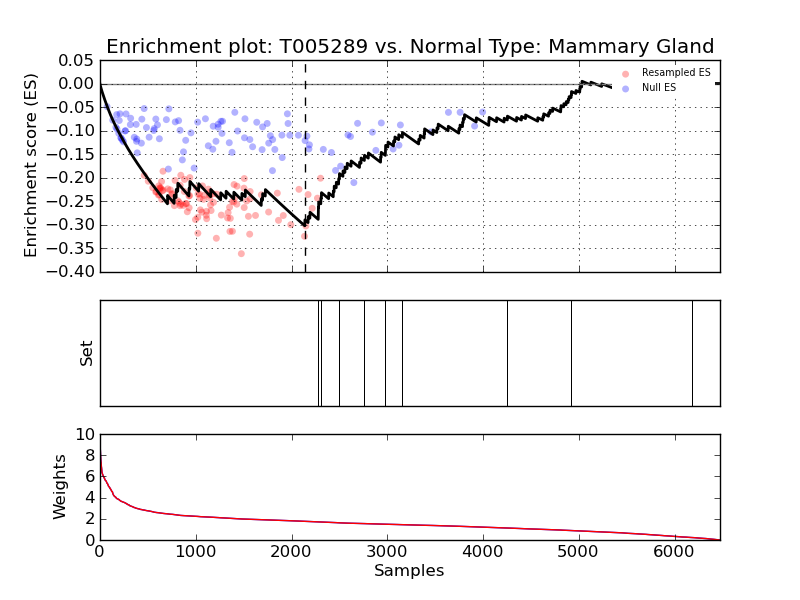 Enrichment plot: T005289 vs. Normal Type: Mammary Gland
Enrichment score (ES)
0.05
0.00
−0.05
−0.10
−0.15
−0.20
−0.25
−0.30
−0.35
−0.40
Resampled ES
Null ES
Set
Weights
10
8
6
4
2
0
0 1000 2000 3000 4000 5000 6000
Samples